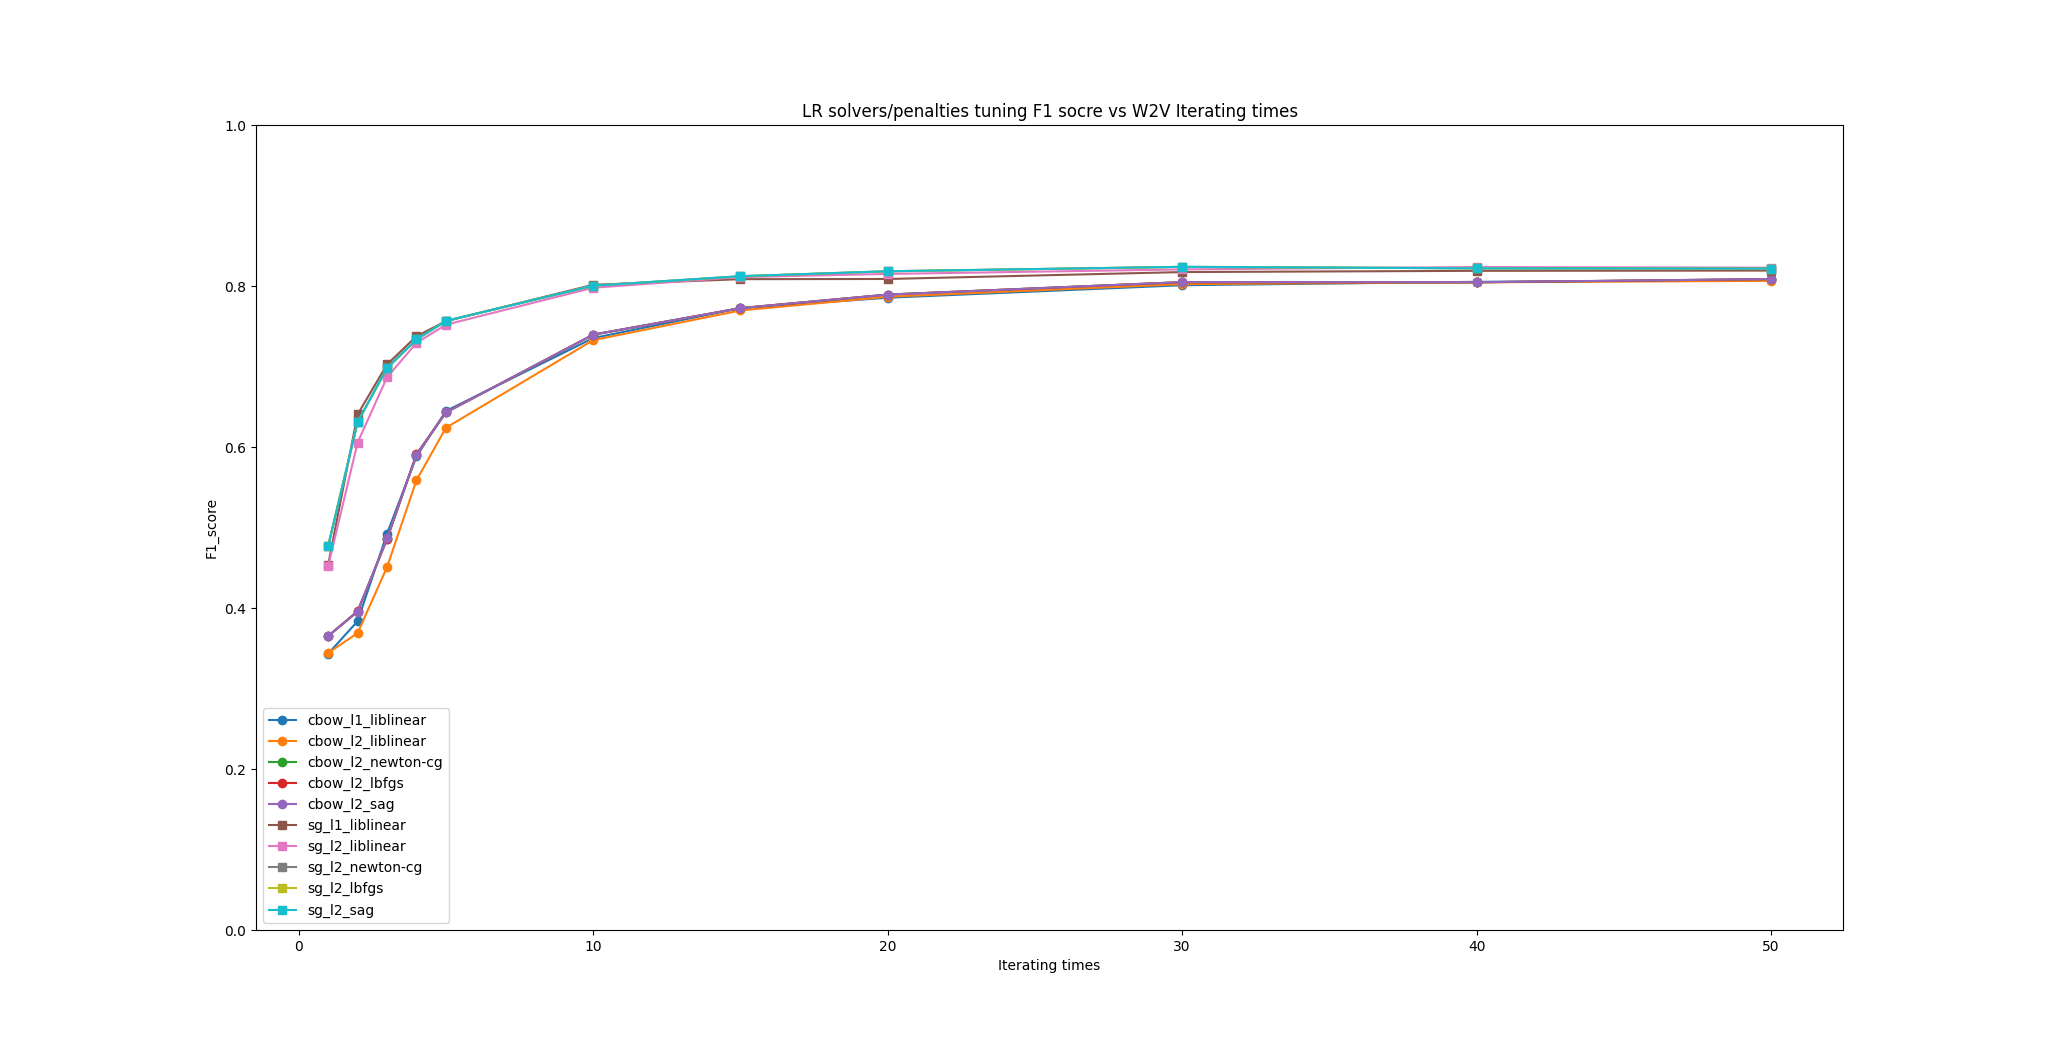 LR solvers/penalties tuning F1 socre vs W2V Iterating times
1.0
0.8
0.6
0.4
0.2
0.0
F1_score
cbow_l1_liblinear
cbow_l2_liblinear
cbow_l2_newton-cg
cbow_l2_lbfgs
cbow_l2_sag
sg_l1_liblinear
sg_l2_liblinear
sg_l2_newton-cg
sg_l2_lbfgs
sg_l2_sag
0 10 20 30 40 50
Iterating times